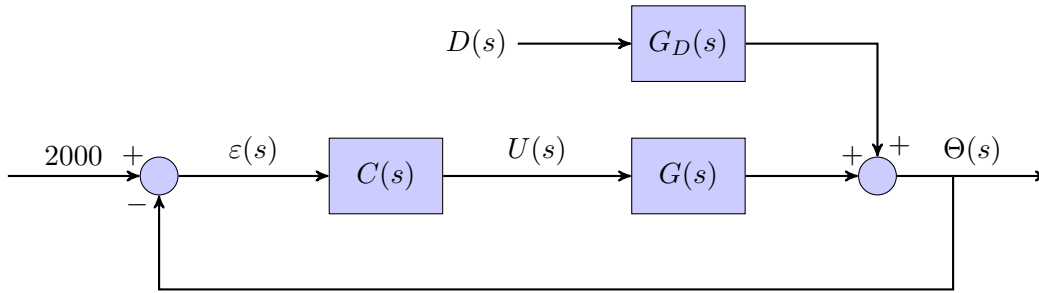 D(s)
G_D(s)
2000
+
−
ε(s)
C(s)
U(s)
G(s)
+
+
Θ(s)